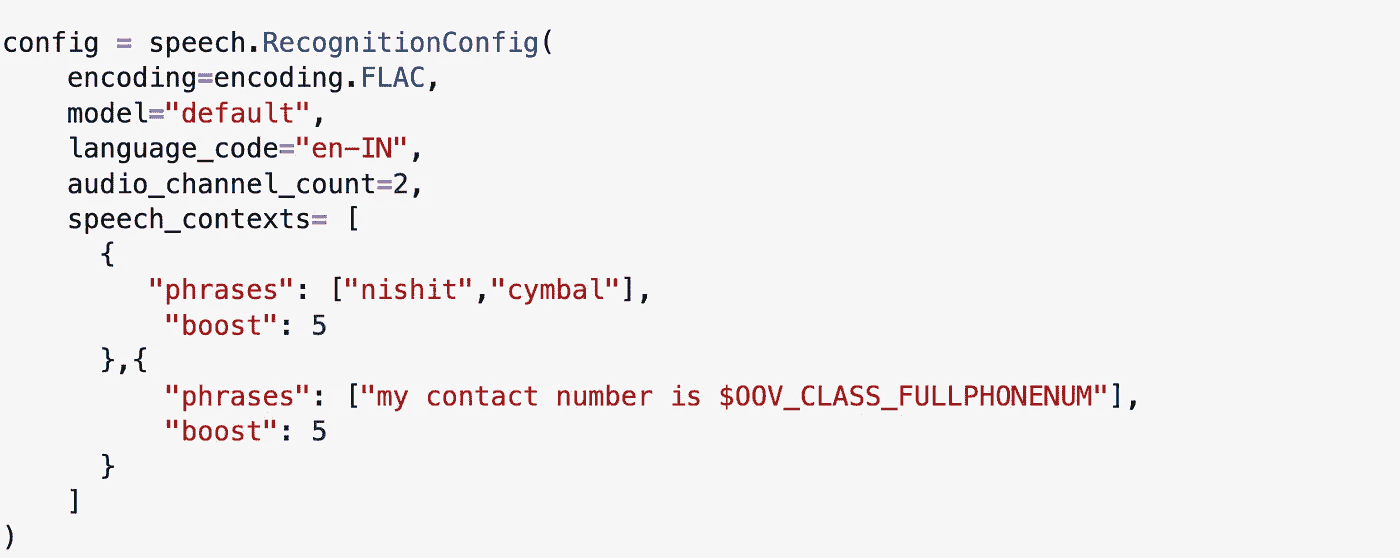 config = speech.RecognitionConfig(
    encoding=encoding.FLAC,
    model="default",
    language_code="en-IN",
    audio_channel_count=2,
    speech_contexts= [
      {
         "phrases": ["nishit","cymbal"],
          "boost": 5
      },{
          "phrases": ["my contact number is $OOV_CLASS_FULLPHONENUM"],
          "boost": 5
      }
    ]
)